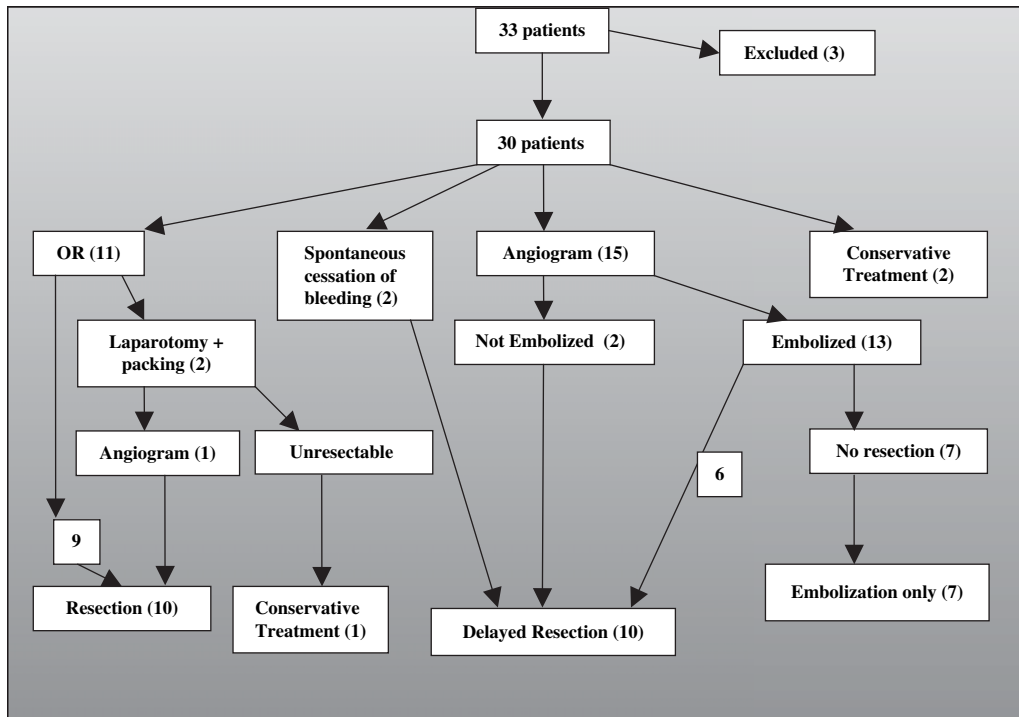 33 patients
Excluded (3)
30 patients
OR (11)
Spontaneous
cessation of
bleeding (2)
Angiogram (15)
Conservative
Treatment (2)
Laparotomy +
packing (2)
Not Embolized (2)
Embolized (13)
Angiogram (1)
Unresectable
No resection (7)
6
9
Resection (10)
Conservative
Treatment (1)
Delayed Resection (10)
Embolization only (7)